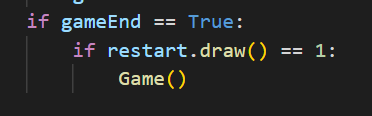 if gameEnd == True:
    if restart.draw() == 1:
        Game()